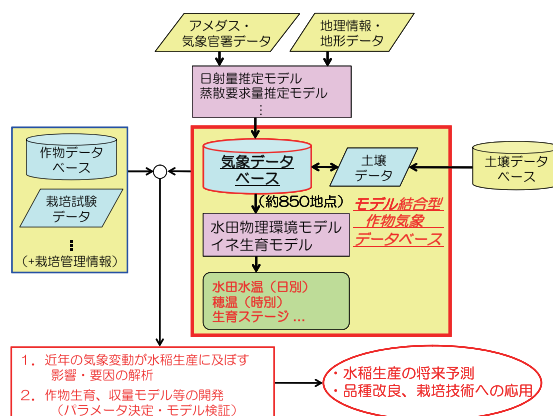 アメダス・
気象官署データ
地理情報・
地形データ
日射量推定モデル
蒸散要求量推定モデル
⋮
作物データ
ベース
栽培試験
データ
⋮
(+栽培管理情報)
気象データ
ベース
(約850地点)
土壌
データ
土壌データ
ベース
モデル結合型
作物気象
データベース
水田物理環境モデル
イネ生育モデル
水田水温(日別)
穂温(時別)
生育ステージ …
1. 近年の気象変動が水稲生産に及ぼす
影響・要因の解析
2. 作物生育、収量モデル等の開発
(パラメータ決定・モデル検証)
・水稲生産の将来予測
・品種改良、栽培技術への応用